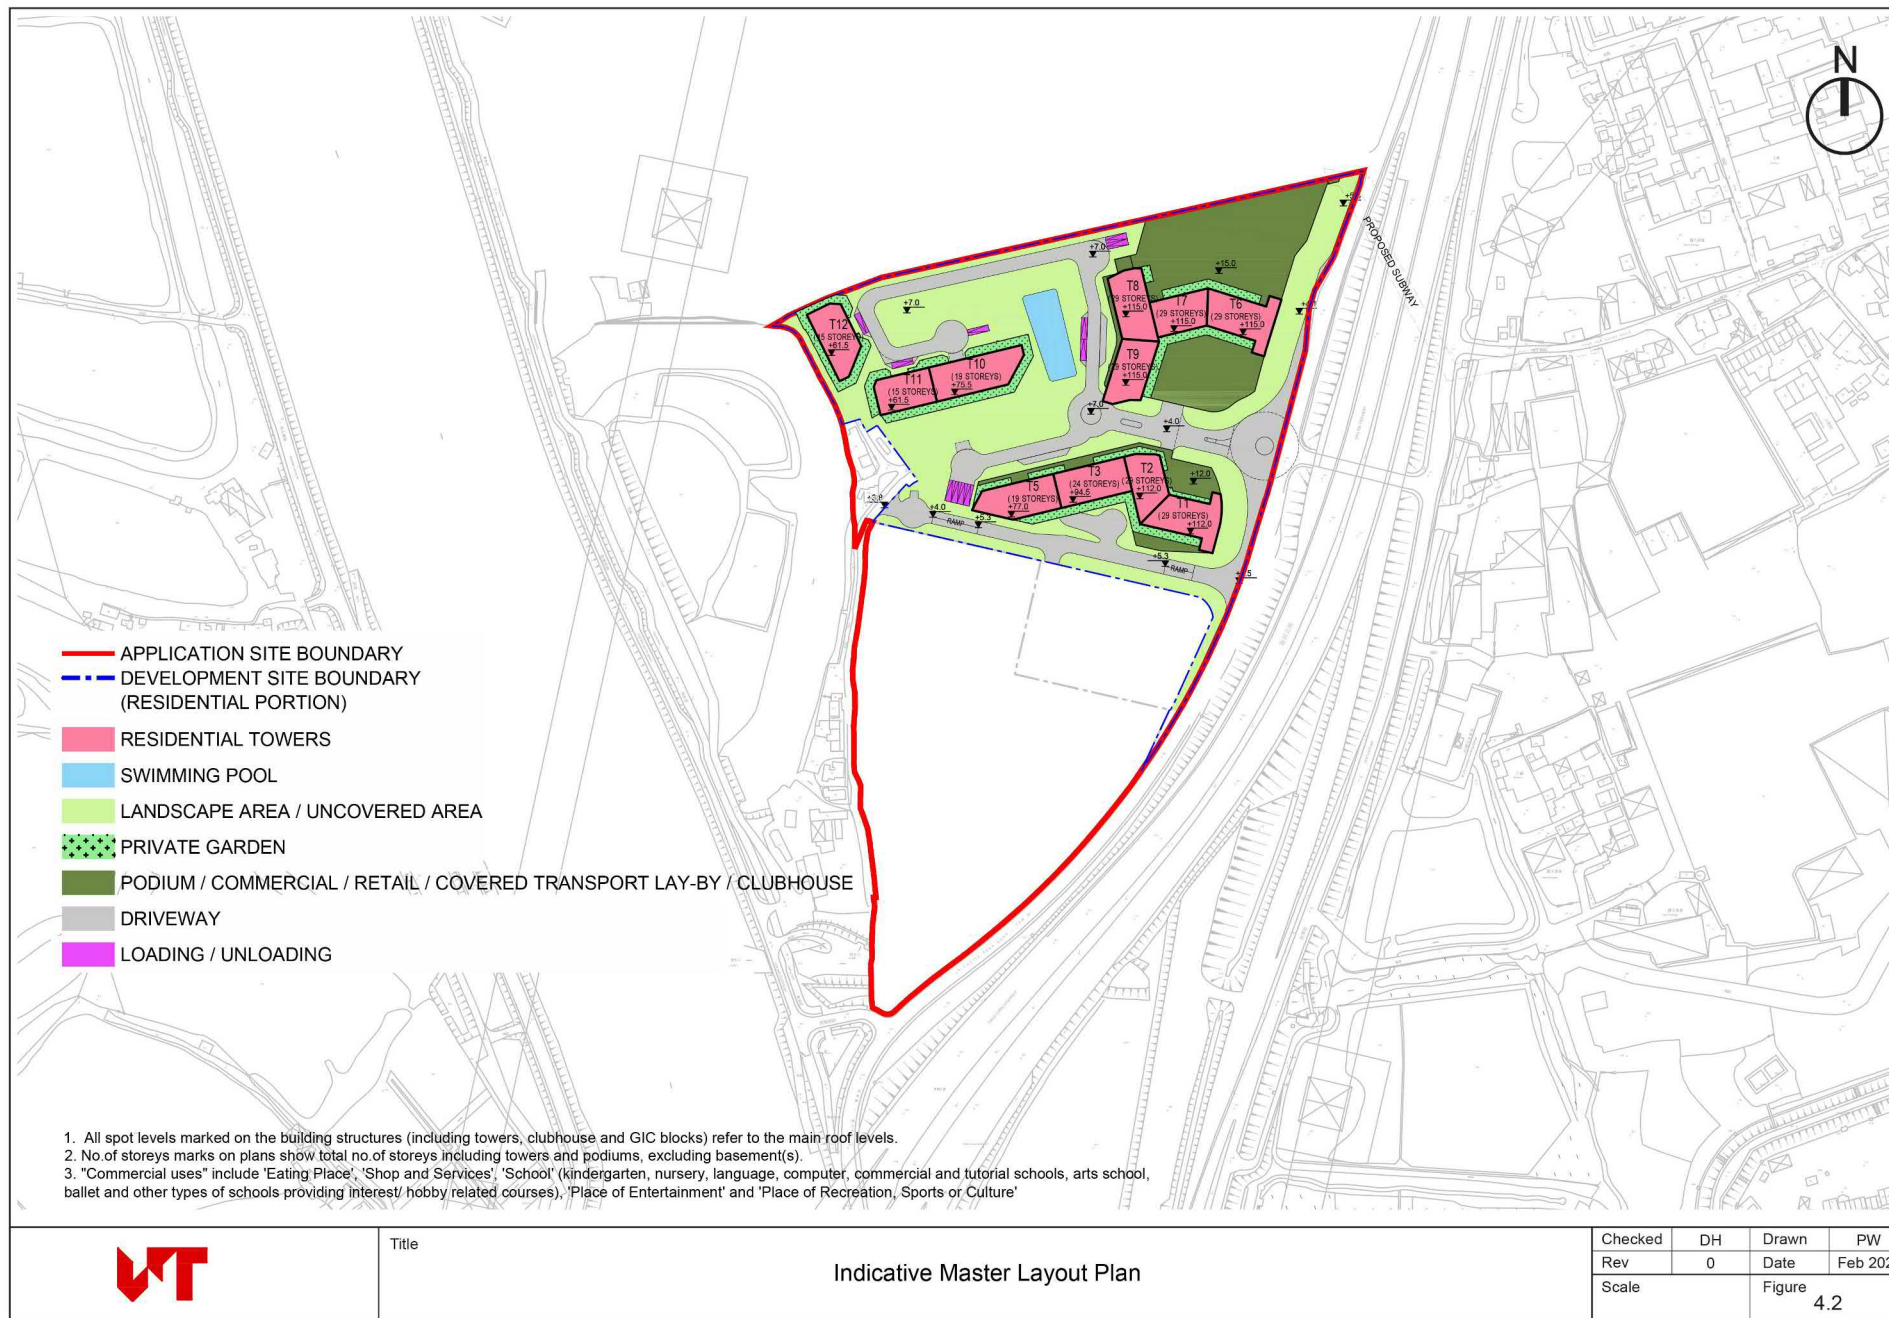 N
PROPOSED SUBWAY
+7.0
+15.0
T8
+115.0
T7
(29 STOREYS)
+115.0
T6
(29 STOREYS)
+115.0
T9
+115.0
+7.0
T12
+61.5
T10
(19 STOREYS)
+75.5
T11
(15 STOREYS)
+61.5
+7.0
+4.0
T5
(19 STOREYS)
+77.0
T3
(24 STOREYS)
+94.5
T2
+112.0
+12.0
T1
(29 STOREYS)
+112.0
+3.8
+4.0
RAMP
+5.3
+5.3
RAMP
APPLICATION SITE BOUNDARY
DEVELOPMENT SITE BOUNDARY
(RESIDENTIAL PORTION)
RESIDENTIAL TOWERS
SWIMMING POOL
LANDSCAPE AREA / UNCOVERED AREA
PRIVATE GARDEN
PODIUM / COMMERCIAL / RETAIL / COVERED TRANSPORT LAY-BY / CLUBHOUSE
DRIVEWAY
LOADING / UNLOADING
1. All spot levels marked on the building structures (including towers, clubhouse and GIC blocks) refer to the main roof levels.
2. No.of storeys marks on plans show total no.of storeys including towers and podiums, excluding basement(s).
3. "Commercial uses" include 'Eating Place', 'Shop and Services', 'School' (kindergarten, nursery, language, computer, commercial and tutorial schools, arts school,
ballet and other types of schools providing interest/ hobby related courses), 'Place of Entertainment' and 'Place of Recreation, Sports or Culture'
Title
Indicative Master Layout Plan
Checked DH Drawn PW
Rev 0 Date Feb 202
Scale Figure
4.2